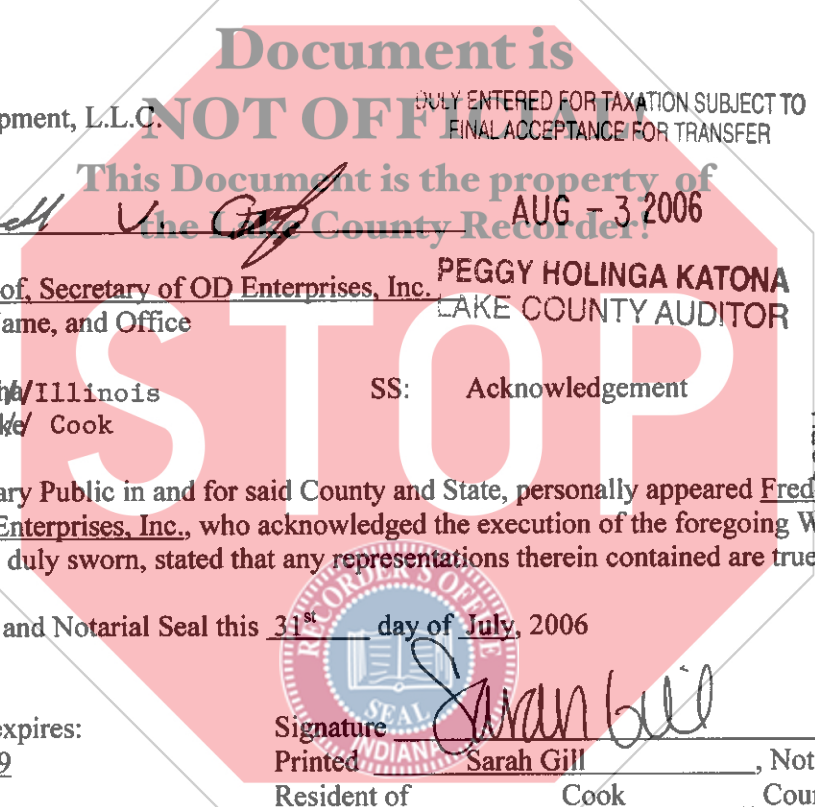 Document is
NOT OFFICIAL!
This Document is the property of
the Lake County Recorder!
STOP
pment, L.L.C.
DULY ENTERED FOR TAXATION SUBJECT TO
FINAL ACCEPTANCE FOR TRANSFER
AUG - 3 2006
PEGGY HOLINGA KATONA
LAKE COUNTY AUDITOR
of, Secretary of OD Enterprises, Inc.
Name, and Office
/Illinois
Cook
SS: Acknowledgement
ary Public in and for said County and State, personally appeared Fred
Enterprises, Inc., who acknowledged the execution of the foregoing W
duly sworn, stated that any representations therein contained are true
and Notarial Seal this 31st day of July, 2006
RECORDER'S OFFICE
SEAL
INDIANA
expires:
9
Signature Sarah Gill
Printed Sarah Gill, Not
Resident of Cook Cour